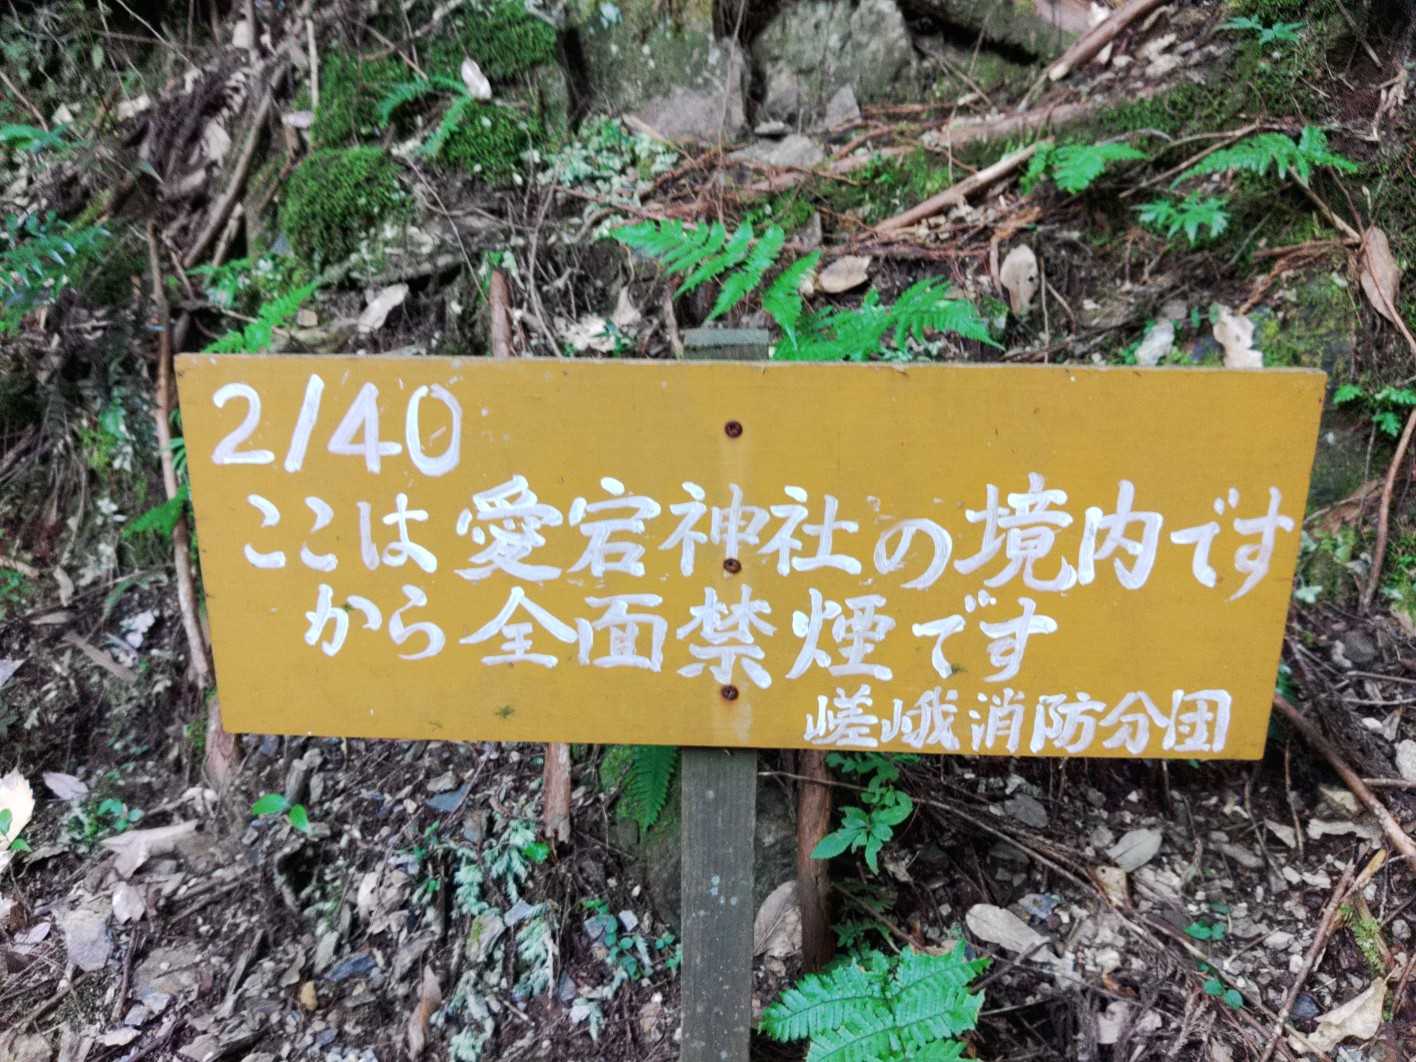 2/40
ここは愛宕神社の境内です
から全面禁煙です
嵯峨消防分団